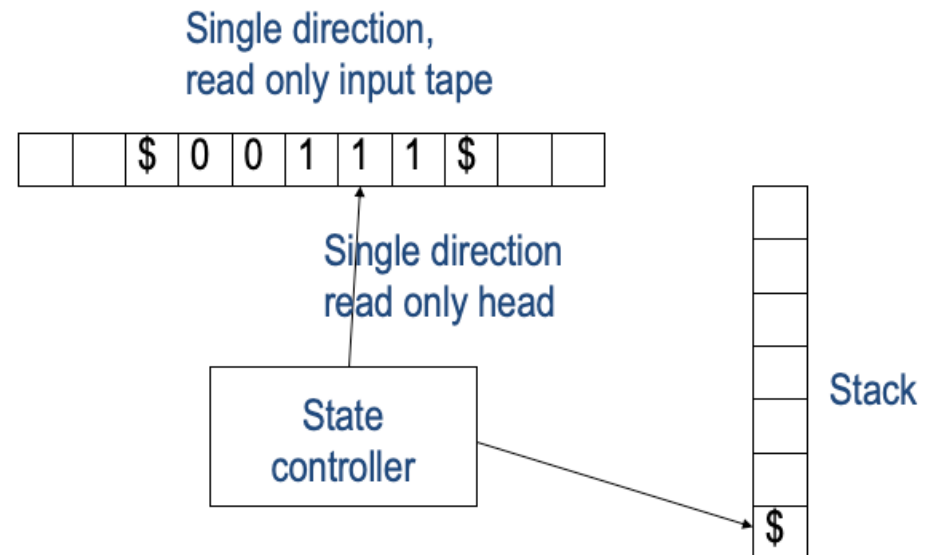 Single direction,
read only input tape
$ 0 0 1 1 1 $
Single direction
read only head
State
controller
Stack
$